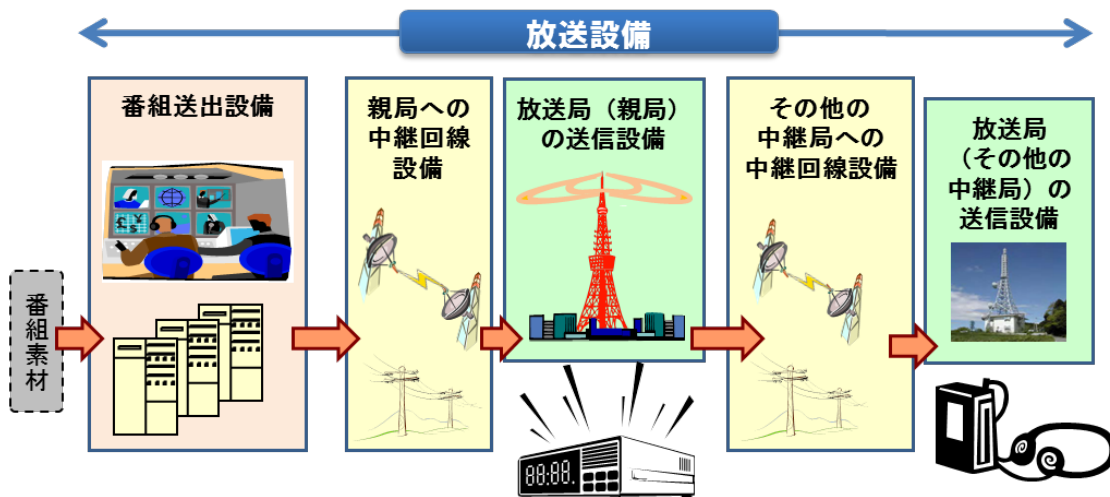 放送設備
番組素材
番組送出設備
親局への
中継回線
設備
放送局（親局）
の送信設備
その他の
中継局への
中継回線設備
放送局
（その他の
中継局）の
送信設備
88:88.